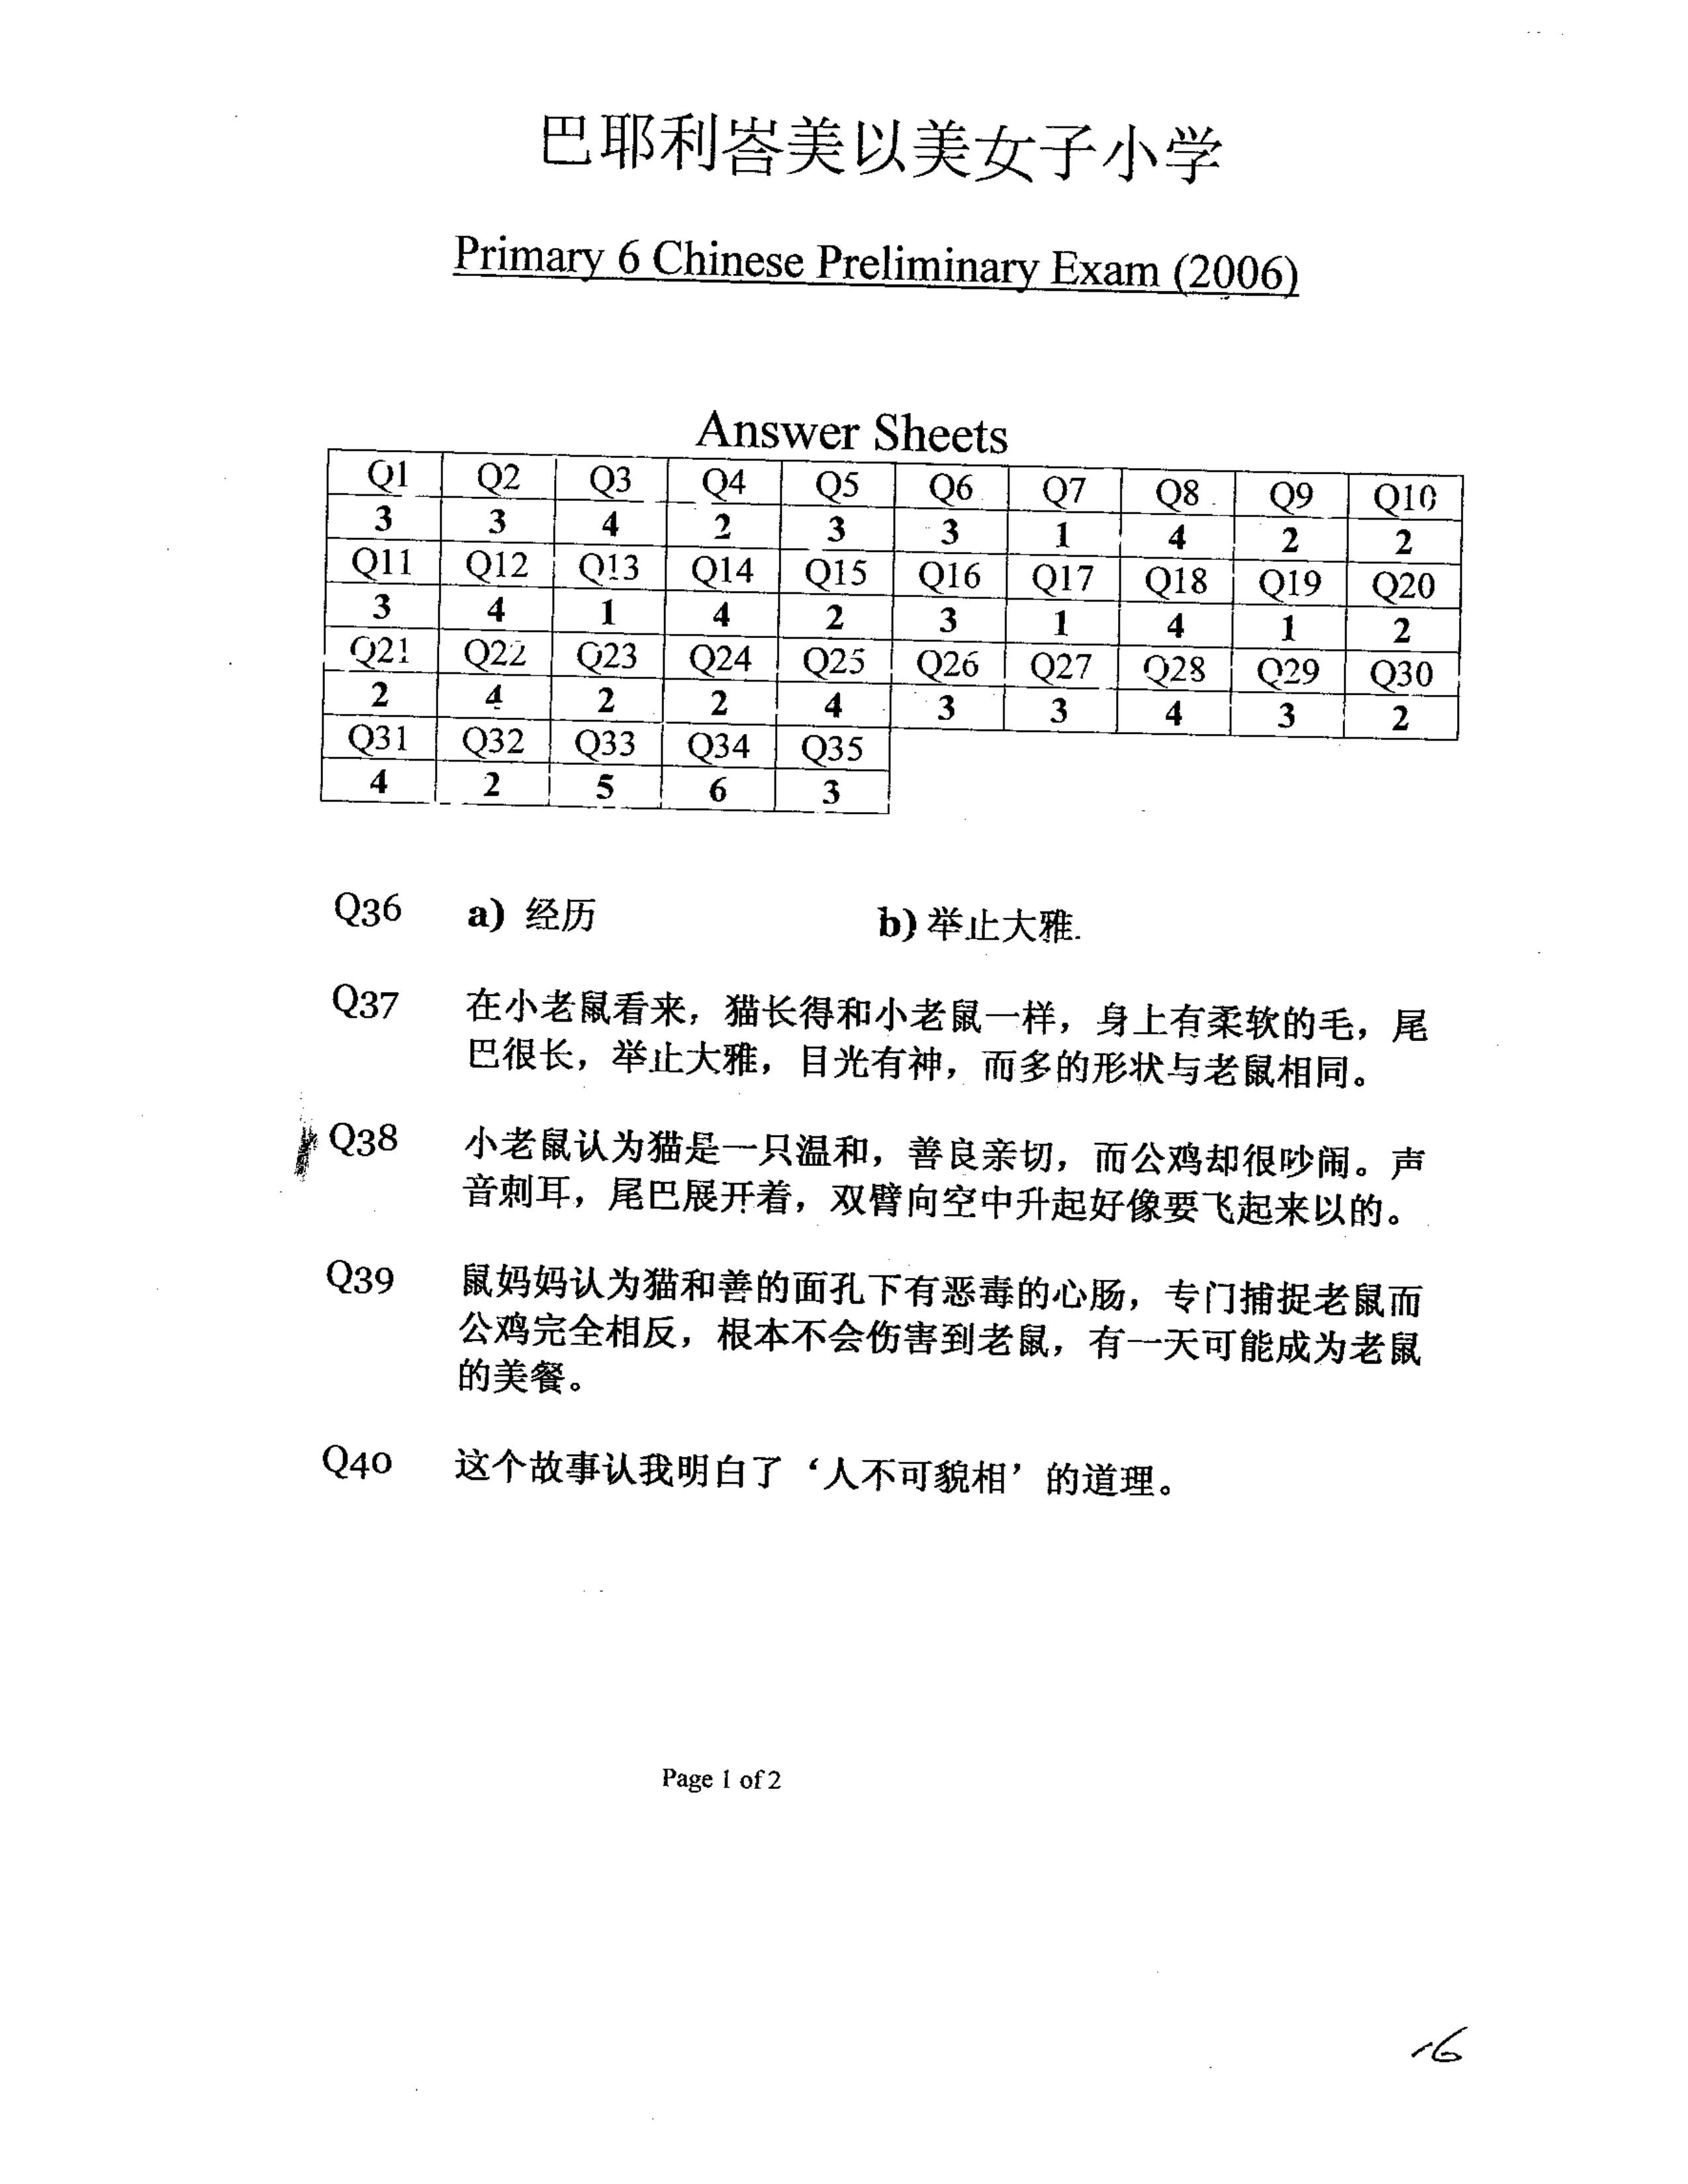 巴耶利峇美以美女子小学
Primary 6 Chinese Preliminary Exam (2006)
Answer Sheets
Q1 Q2 Q3 Q4 Q5 Q6 Q7 Q8 Q9 Q10
3 3 4 2 3 3 1 4 2 2
Q11 Q12 Q13 Q14 Q15 Q16 Q17 Q18 Q19 Q20
3 4 1 4 2 3 1 4 1 2
Q21 Q22 Q23 Q24 Q25 Q26 Q27 Q28 Q29 Q30
2 4 2 2 4 3 3 4 3 2
Q31 Q32 Q33 Q34 Q35
4 2 5 6 3
Q36 a) 经历 b) 举止大雅.
Q37 在小老鼠看来，猫长得和小老鼠一样，身上有柔软的毛，尾
巴很长，举止大雅，目光有神，而多的形状与老鼠相同。
Q38 小老鼠认为猫是一只温和，善良亲切，而公鸡却很吵闹。声
音刺耳，尾巴展开着，双臂向空中升起好像要飞起来以的。
Q39 鼠妈妈认为猫和善的面孔下有恶毒的心肠，专门捕捉老鼠而
公鸡完全相反，根本不会伤害到老鼠，有一天可能成为老鼠
的美餐。
Q40 这个故事认我明白了‘人不可貌相’的道理。
Page 1 of 2
16